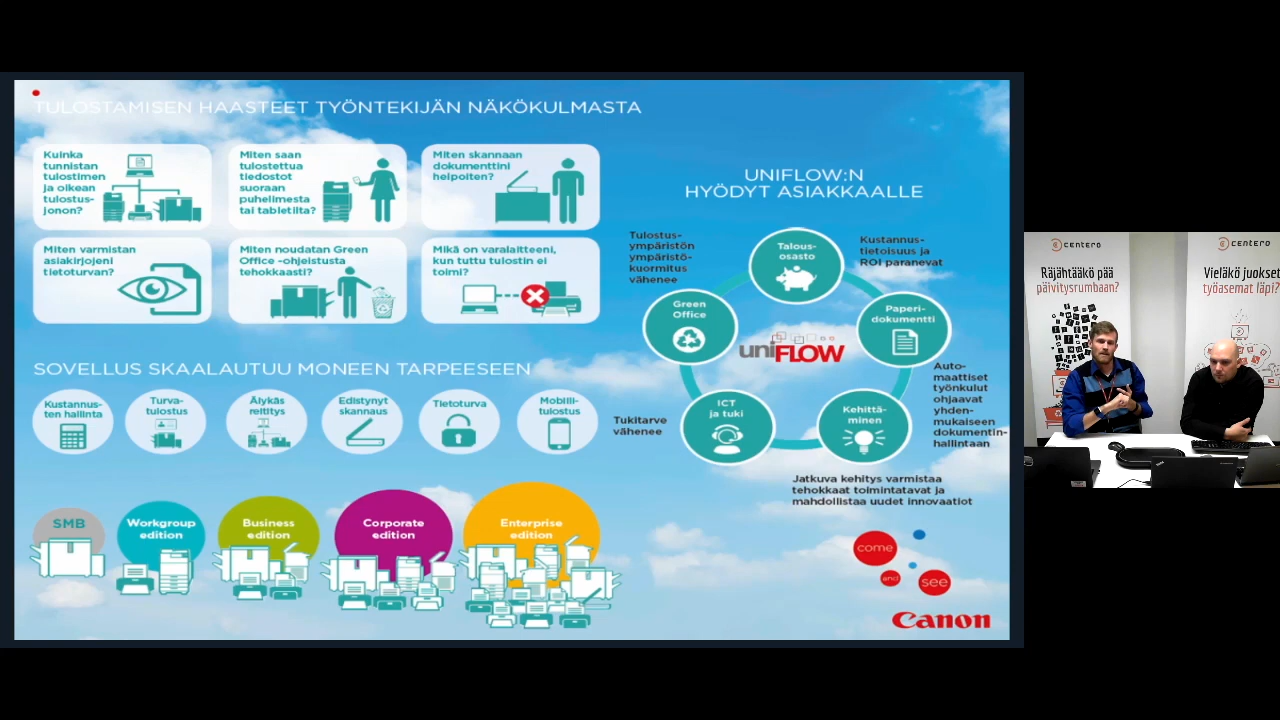 TULOSTAMISEN HAASTEET TYÖNTEKIJÄN NÄKÖKULMASTA
Kuinka
tunnistan
tulostimen
ja oikean
tulostus-
jonon?
Miten saan
tulostettua
tiedostot
suoraan
puhelimesta
tai tabletilta?
Miten skannaan
dokumenttini
helpoiten?
Miten varmistan
asiakirjojeni
tietoturvan?
Miten noudatan Green
Office -ohjeistusta
tehokkaasti?
Mikä on varalaitteeni,
kun tuttu tulostin ei
toimi?
SOVELLUS SKAALAUTUU MONEEN TARPEESEEN
Kustannus-
ten hallinta
Turva-
tulostus
Älykäs
reititys
Edistynyt
skannaus
Tietoturva
Mobiili-
tulostus
SMB
Workgroup
edition
Business
edition
Corporate
edition
Enterprise
edition
UNIFLOW:N
HYÖDYT ASIAKKAALLE
Tulostus-
ympäristön
ympäristö-
kuormitus
vähenee
Talous-
osasto
Kustannus-
tietoisuus ja
ROI paranevat
Green
Office
Paperi-
dokumentti
uniFLOW
Auto-
maattiset
työnkulut
ohjaavat
yhden-
mukaiseen
dokumentin-
hallintaan
ICT
ja tuki
Kehittä-
minen
Tukitarve
vähenee
Jatkuva kehitys varmistaa
tehokkaat toimintatavat ja
mahdollistaa uudet innovaatiot
come
and
see
Canon
centero
Räjähtääkö pää
päivitysrumbaan?
centero
Vieläkö juokset
työasemat läpi?